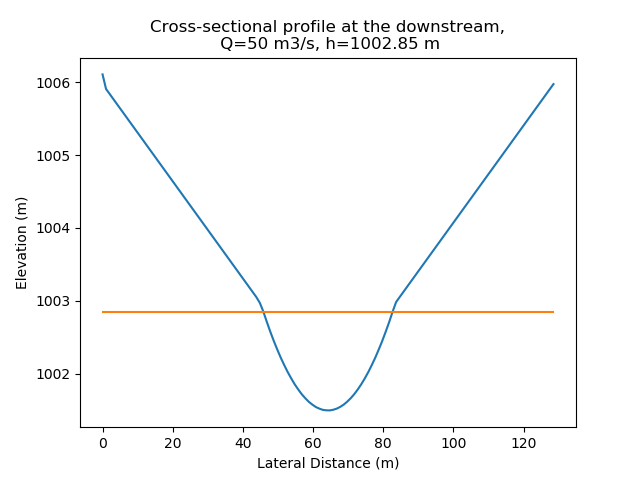 Cross-sectional profile at the downstream,
Q=50 m3/s, h=1002.85 m
1006
1005
1004
1003
1002
Elevation (m)
0 20 40 60 80 100 120
Lateral Distance (m)